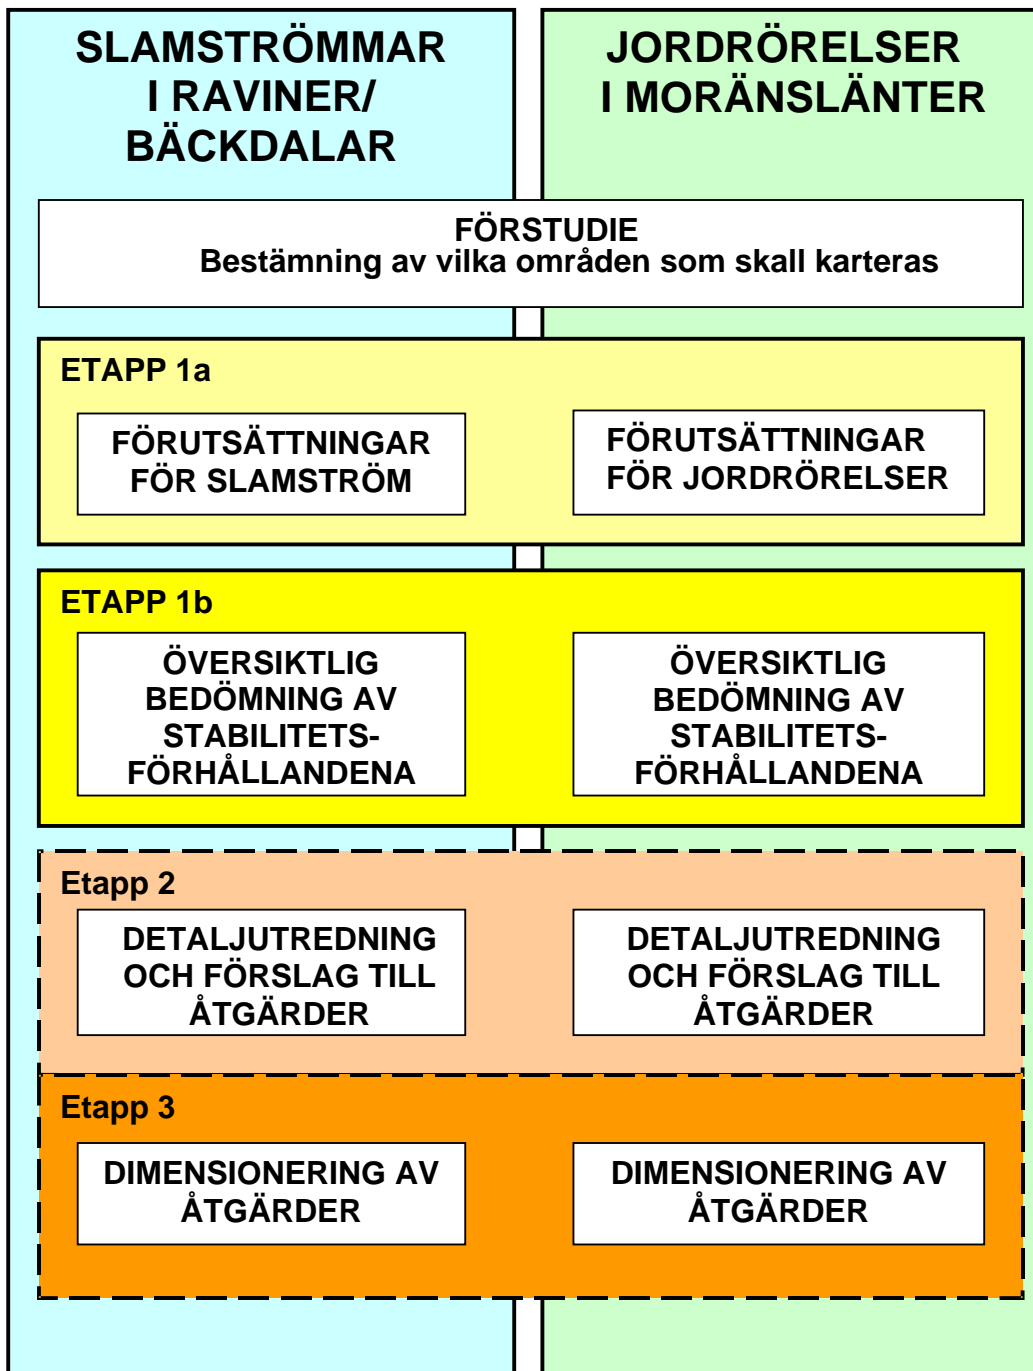 SLAMSTRÖMMAR
I RAVINER/
BÄCKDALAR
JORDRÖRELSER
I MORÄNSLÄNTER
FÖRSTUDIE
Bestämning av vilka områden som skall karteras
ETAPP 1a
FÖRUTSÄTTNINGAR
FÖR SLAMSTRÖM
FÖRUTSÄTTNINGAR
FÖR JORDRÖRELSER
ETAPP 1b
ÖVERSIKTLIG
BEDÖMNING AV
STABILITETS-
FÖRHÅLLANDENA
ÖVERSIKTLIG
BEDÖMNING AV
STABILITETS-
FÖRHÅLLANDENA
Etapp 2
DETALJUTREDNING
OCH FÖRSLAG TILL
ÅTGÄRDER
DETALJUTREDNING
OCH FÖRSLAG TILL
ÅTGÄRDER
Etapp 3
DIMENSIONERING AV
ÅTGÄRDER
DIMENSIONERING AV
ÅTGÄRDER